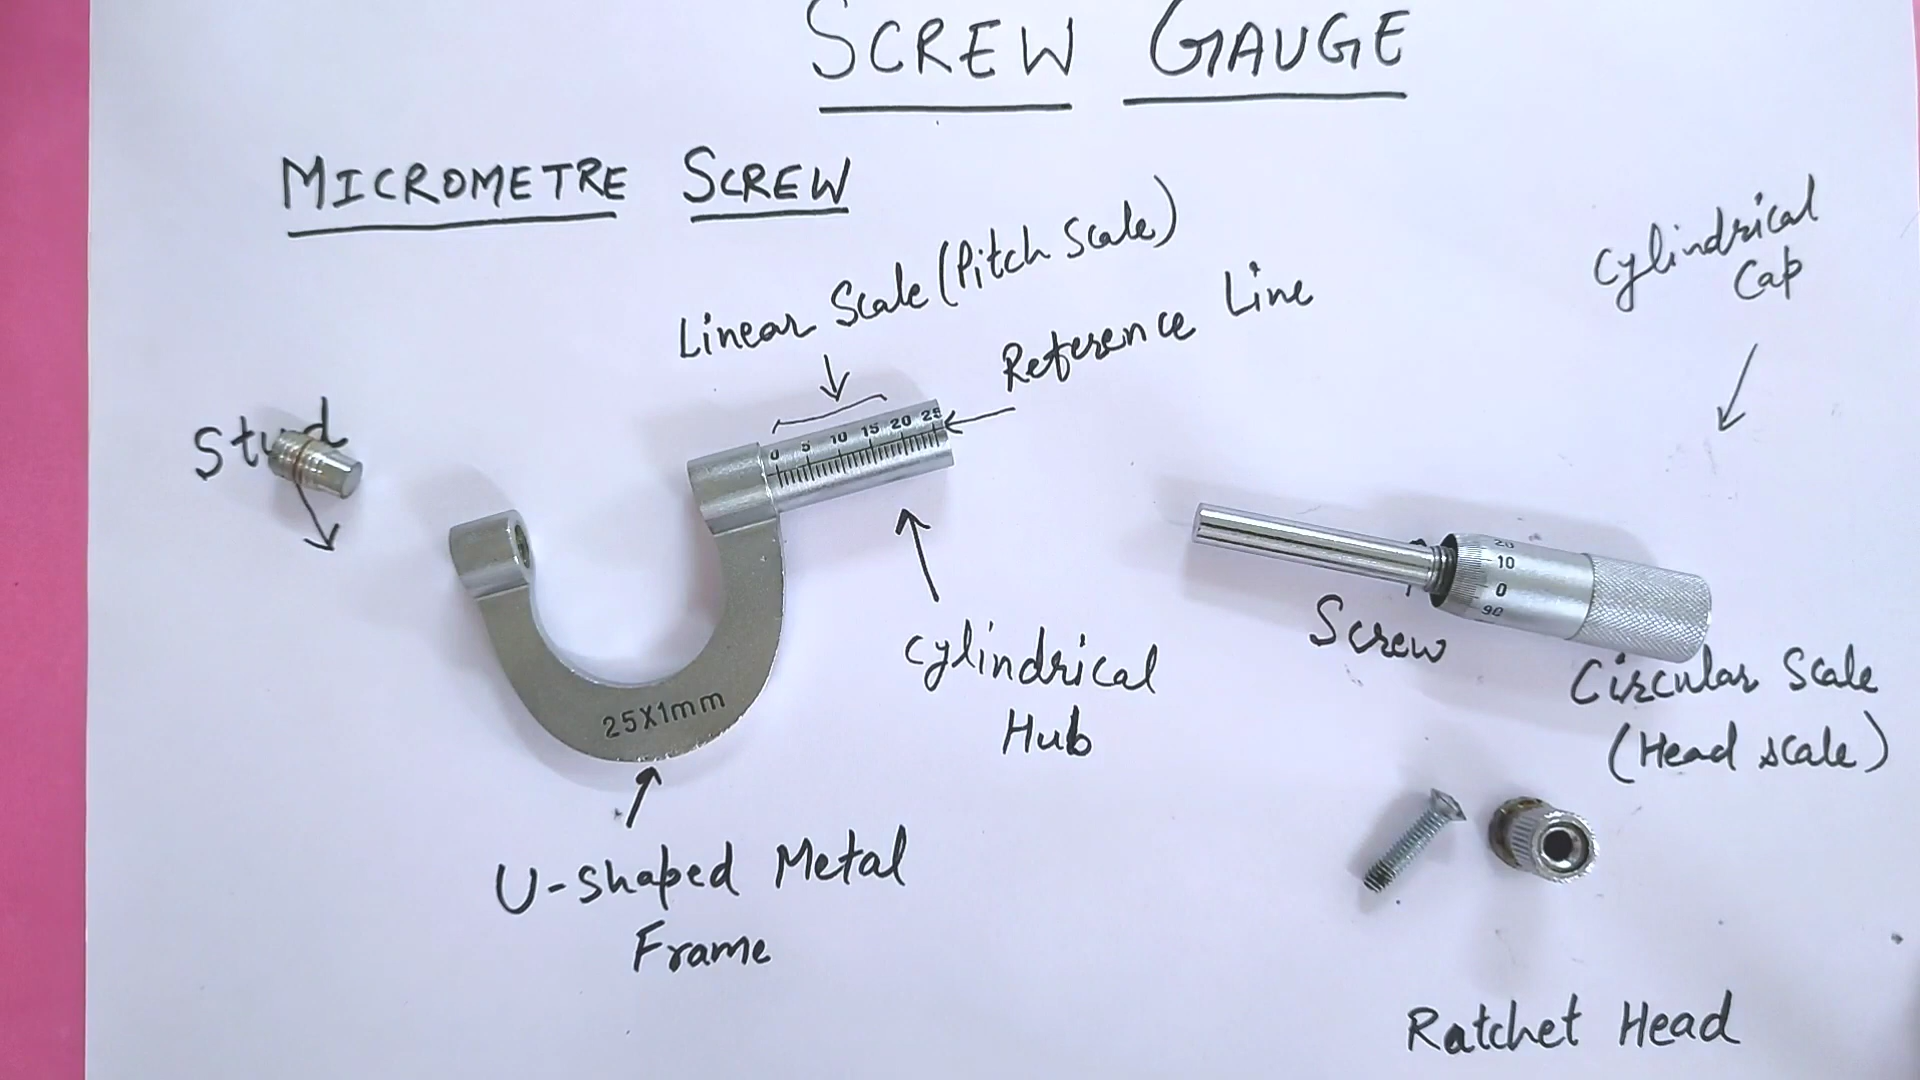 SCREW GAUGE
MICROMETRE SCREW
Linear Scale (Pitch Scale)
Reference Line
Cylindrical
Cap
Stud
0 5 10 15 20 25
20
10
0
90
Screw
Cylindrical
Hub
Circular Scale
(Head scale)
25X1mm
U-shaped Metal
Frame
Ratchet Head